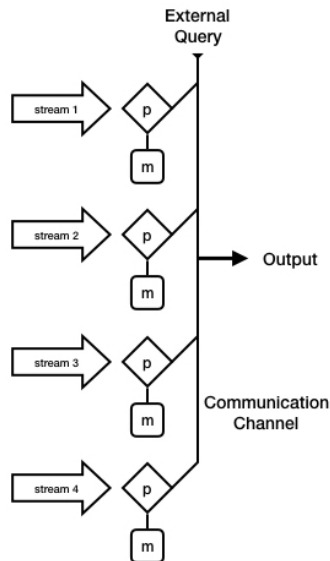 External
Query
stream 1
p
m
stream 2
p
m
Output
stream 3
p
m
Communication
Channel
stream 4
p
m